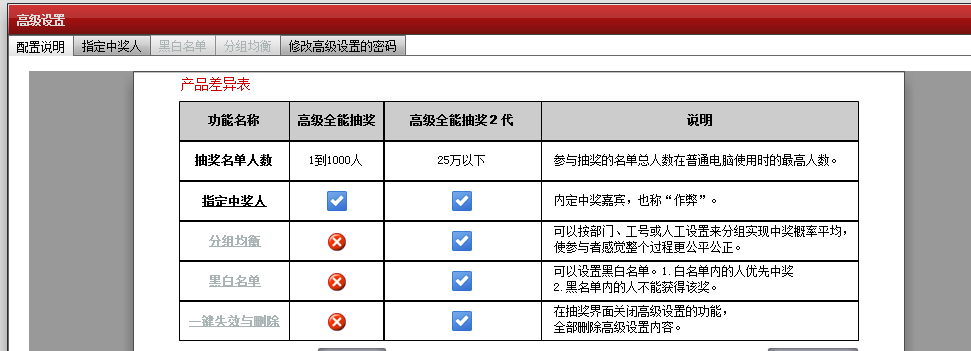 高级设置
配置说明 指定中奖人 黑白名单 分组均衡 修改高级设置的密码
产品差异表
功能名称 高级全能抽奖 高级全能抽奖2代 说明
抽奖名单人数 1到1000人 25万以下 参与抽奖的名单总人数在普通电脑使用时的最高人数。
指定中奖人 内定中奖嘉宾，也称“作弊”。
分组均衡 可以按部门、工号或人工设置来分组实现中奖概率平均，
使参与者感觉整个过程更公平公正。
黑白名单 可以设置黑白名单。1.白名单内的人优先中奖
2.黑名单内的人不能获得该奖。
一键失效与删除 在抽奖界面关闭高级设置的功能，
全部删除高级设置内容。